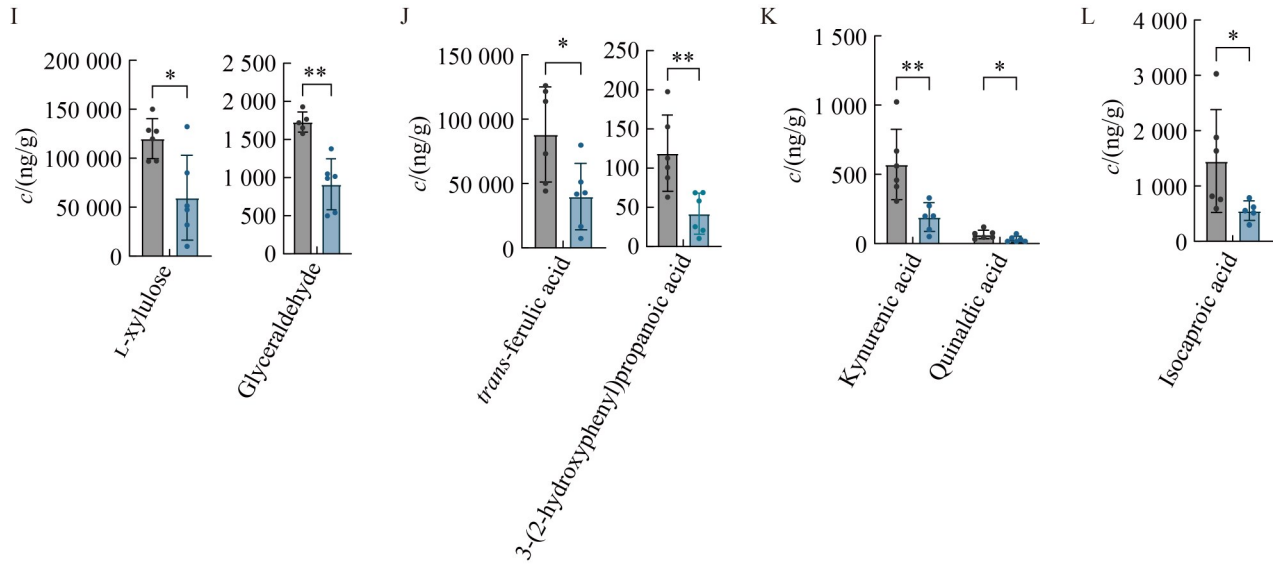 I
c/(ng/g)
200 000
150 000
100 000
50 000
0
*
L-xylulose
2 500
2 000
1 500
1 000
500
0
**
Glyceraldehyde
J
c/(ng/g)
150 000
100 000
50 000
0
*
trans-ferulic acid
250
200
150
100
50
0
**
3-(2-hydroxyphenyl)propanoic acid
K
c/(ng/g)
1 500
1 000
500
0
**
*
Kynurenic acid
Quinaldic acid
L
c/(ng/g)
4 000
3 000
2 000
1 000
0
*
Isocaproic acid